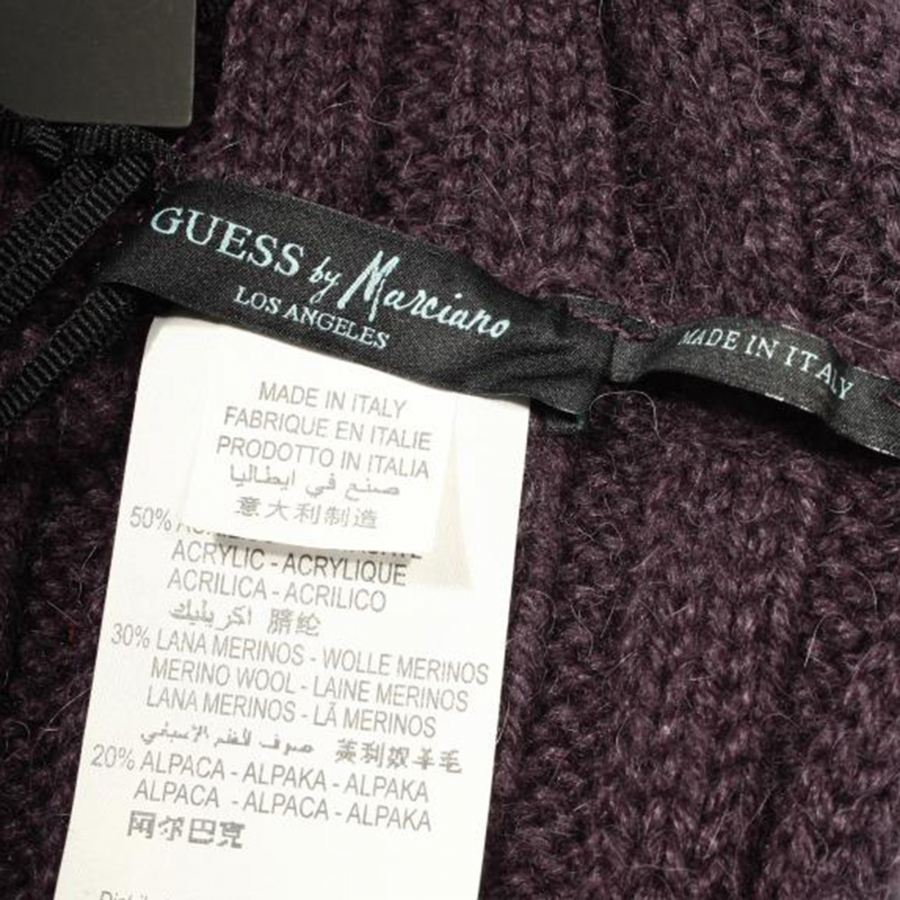 GUESS by Marciano
LOS ANGELES
MADE IN ITALY
MADE IN ITALY
FABRIQUE EN ITALIE
PRODOTTO IN ITALIA
صنع في ايطاليا
意大利制造
50%
ACRYLIC - ACRYLIQUE
ACRILICA - ACRILICO
اكريليك 腈纶
30% LANA MERINOS - WOLLE MERINOS
MERINO WOOL - LAINE MERINOS
LANA MERINOS - LÃ MERINOS
صوف الغنم الاسبغي 美利奴羊毛
20% ALPACA - ALPAKA - ALPAKA
ALPACA - ALPACA - ALPAKA
阿尔巴克